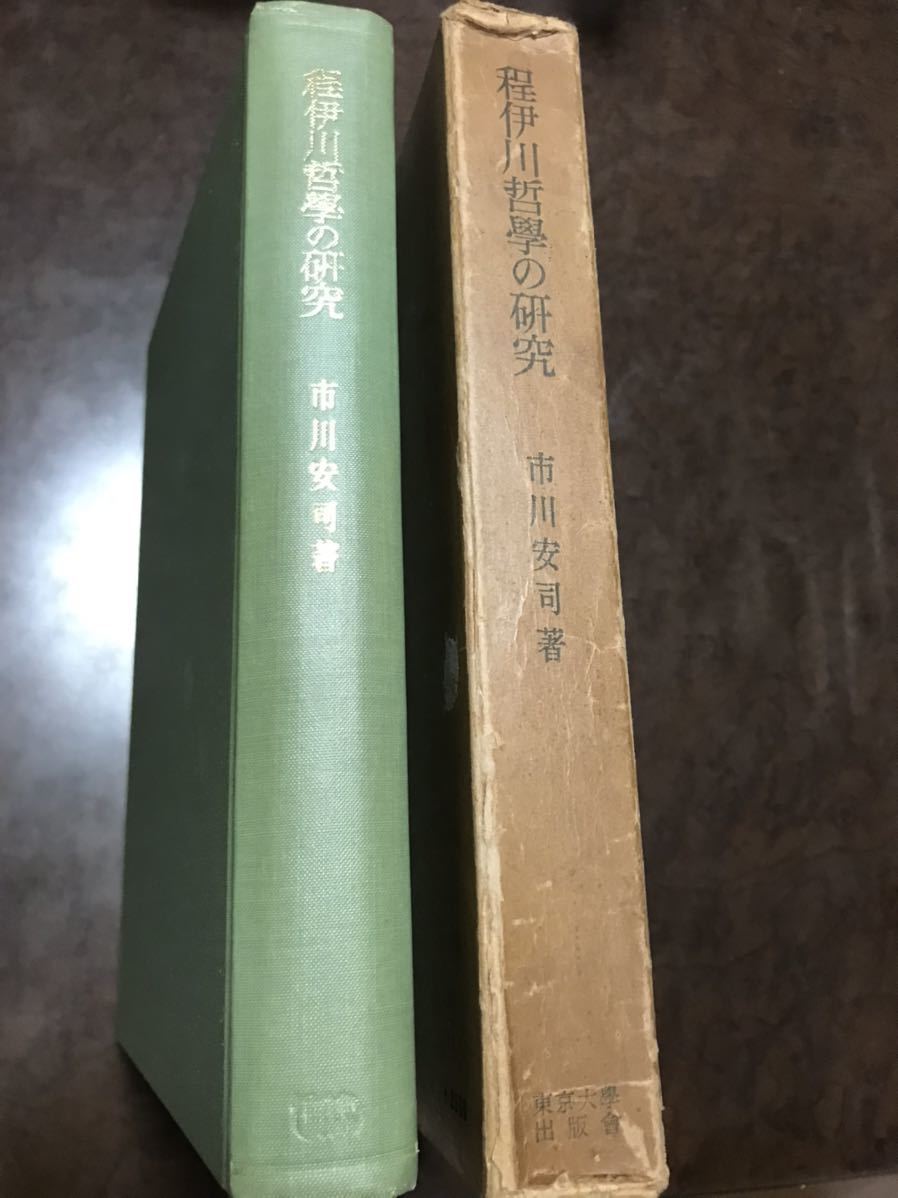 程伊川哲學の研究
市川安司著
程伊川哲學の研究
市川安司著
東京大學
出版會